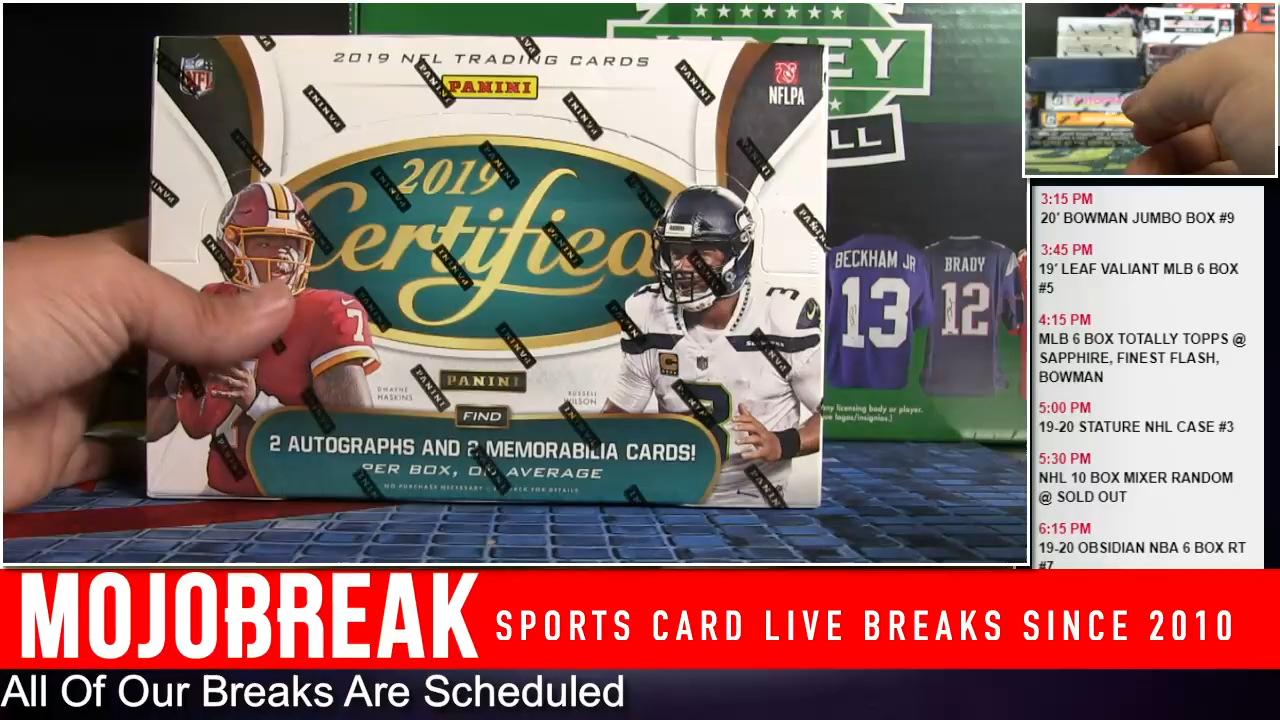 2019 NFL TRADING CARDS
PANINI
NFL
NFLPA
2019
Certified
DWAYNE
HASKINS
RUSSELL
WILSON
PANINI
FIND
2 AUTOGRAPHS AND 2 MEMORABILIA CARDS!
PER BOX, ON AVERAGE
JERSEY
BECKHAM JR
13
BRADY
12
3:15 PM
20' BOWMAN JUMBO BOX #9
3:45 PM
19' LEAF VALIANT MLB 6 BOX
#5
4:15 PM
MLB 6 BOX TOTALLY TOPPS @
SAPPHIRE, FINEST FLASH,
BOWMAN
5:00 PM
19-20 STATURE NHL CASE #3
5:30 PM
NHL 10 BOX MIXER RANDOM
@ SOLD OUT
6:15 PM
19-20 OBSIDIAN NBA 6 BOX RT
#7
MOJOBREAK SPORTS CARD LIVE BREAKS SINCE 2010
All Of Our Breaks Are Scheduled